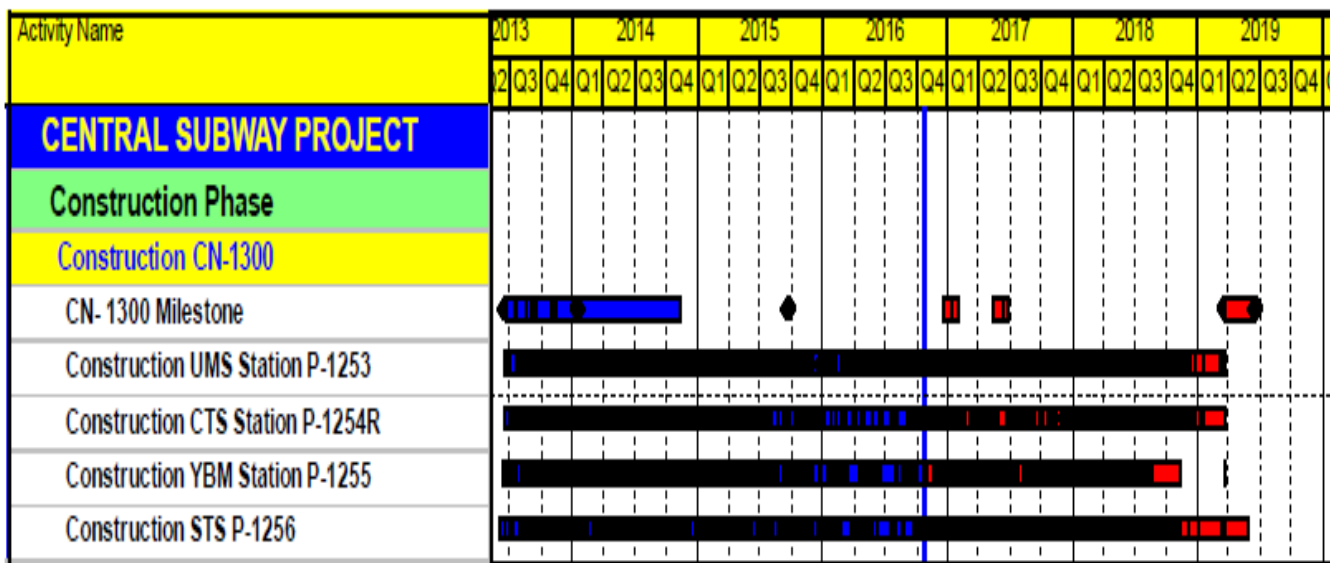 Activity Name
2013 2014 2015 2016 2017 2018 2019
Q2 Q3 Q4 Q1 Q2 Q3 Q4 Q1 Q2 Q3 Q4 Q1 Q2 Q3 Q4 Q1 Q2 Q3 Q4 Q1 Q2 Q3 Q4 Q1 Q2 Q3 Q4
CENTRAL SUBWAY PROJECT
Construction Phase
Construction CN-1300
CN- 1300 Milestone
Construction UMS Station P-1253
Construction CTS Station P-1254R
Construction YBM Station P-1255
Construction STS P-1256